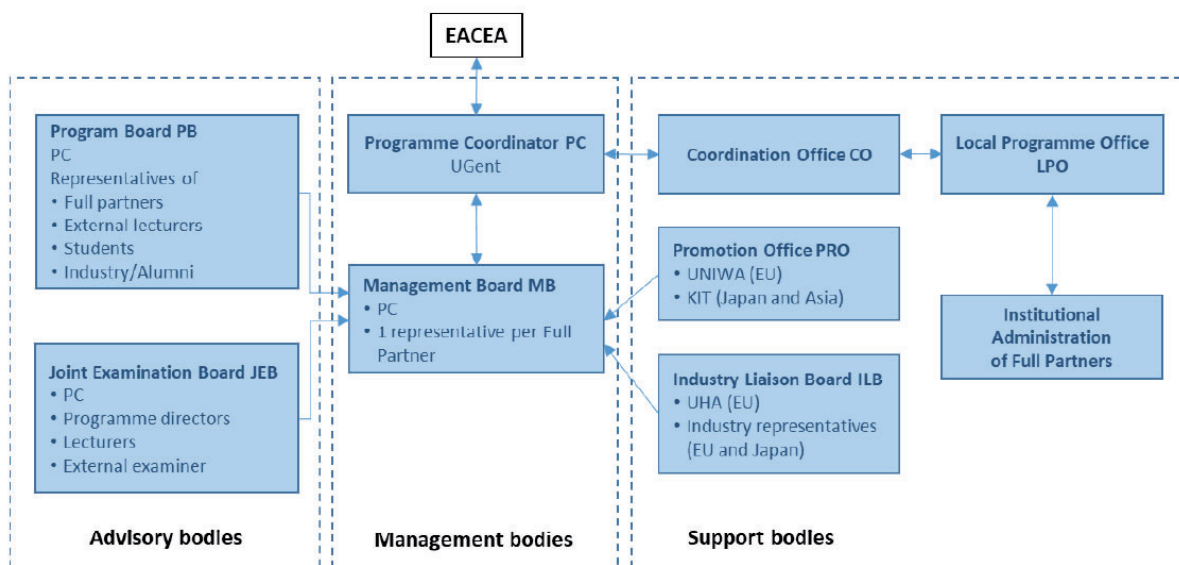 EACEA
Program Board PB
PC
Representatives of
• Full partners
• External lecturers
• Students
• Industry/Alumni
Joint Examination Board JEB
• PC
• Programme directors
• Lecturers
• External examiner
Advisory bodies
Programme Coordinator PC
UGent
Management Board MB
• PC
• 1 representative per Full
Partner
Management bodies
Coordination Office CO
Local Programme Office
LPO
Promotion Office PRO
• UNIWA (EU)
• KIT (Japan and Asia)
Industry Liaison Board ILB
• UHA (EU)
• Industry representatives
(EU and Japan)
Institutional
Administration
of Full Partners
Support bodies